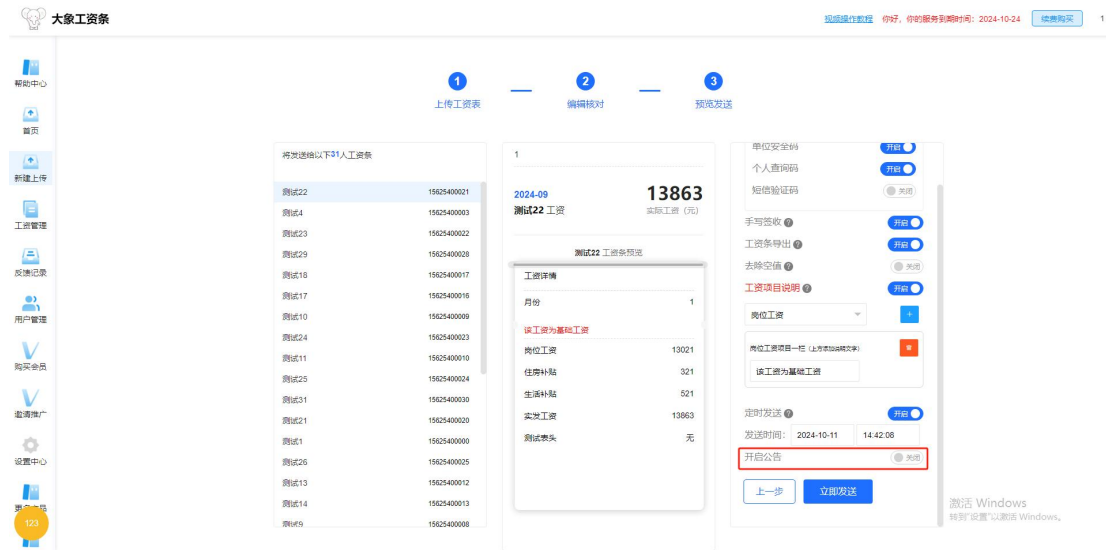 大象工资条
视频操作教程 你好，你的服务到期时间：2024-10-24 续费购买 1
帮助中心
首页
新建上传
工资管理
反馈记录
用户管理
购买会员
邀请推广
设置中心
123
1 2 3
上传工资表 编辑核对 预览发送
将发送给以下31人工资条
测试22 15625400021
测试4 15625400003
测试23 15625400022
测试29 15625400028
测试18 15625400017
测试17 15625400016
测试10 15625400009
测试24 15625400023
测试11 15625400010
测试25 15625400024
测试31 15625400030
测试21 15625400020
测试1 15625400000
测试26 15625400025
测试13 15625400012
测试14 15625400013
测试9 15625400008
1
2024-09 13863
测试22 工资 实际工资（元）
测试22 工资条预览
工资详情
月份 1
该工资为基础工资
岗位工资 13021
住房补贴 321
生活补贴 521
实发工资 13863
测试表头 无
单位安全码 开启
个人查询码 开启
短信验证码 关闭
手写签收 ? 开启
工资条导出 ? 开启
去除空值 ? 关闭
工资项目说明 ? 开启
岗位工资 +
岗位工资项目一栏（上方添加说明文字）
该工资为基础工资
定时发送 ? 开启
发送时间： 2024-10-11 14:42:08
开启公告 关闭
上一步 立即发送
激活 Windows
转到"设置"以激活 Windows。